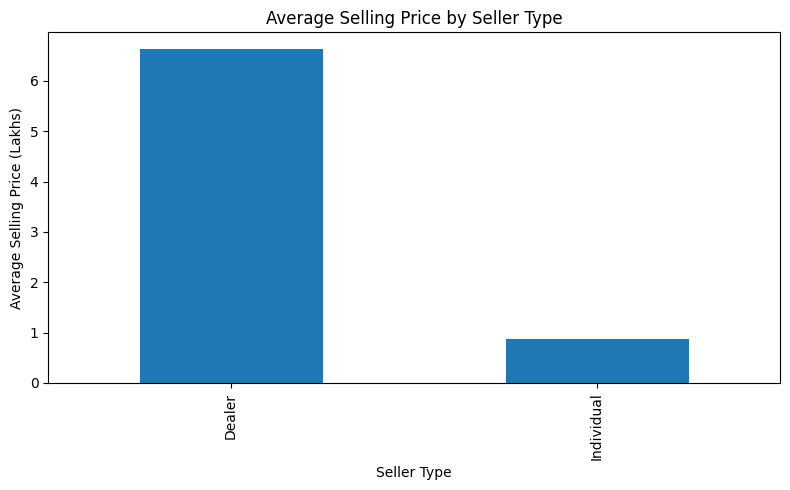 Average Selling Price by Seller Type
Average Selling Price (Lakhs)
6
5
4
3
2
1
0
Dealer
Individual
Seller Type